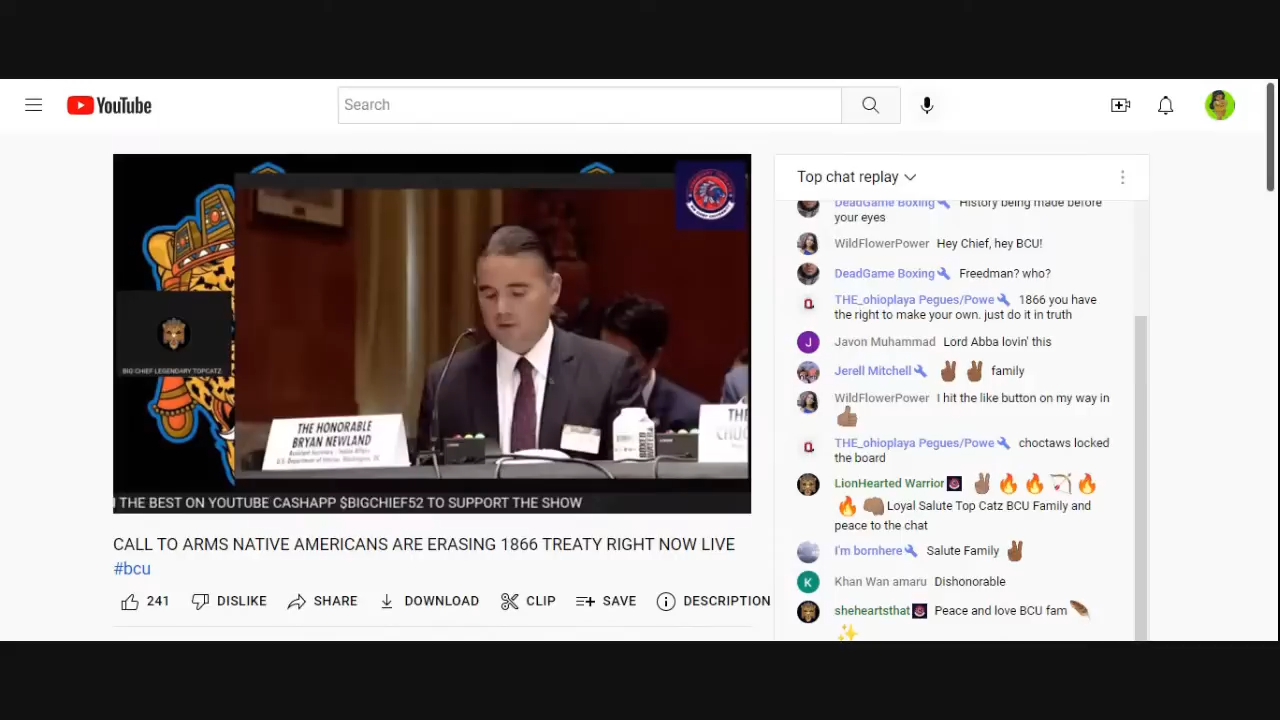 YouTube
Search
BIG CHIEF LEGENDARY TOPCATZ
THE HONORABLE
BRYAN NEWLAND
Assistant Secretary - Indian Affairs
U.S. Department of Interior, Washington, DC
THE
THE BEST ON YOUTUBE CASHAPP $BIGCHIEF52 TO SUPPORT THE SHOW
CALL TO ARMS NATIVE AMERICANS ARE ERASING 1866 TREATY RIGHT NOW LIVE
#bcu
241 DISLIKE SHARE DOWNLOAD CLIP SAVE DESCRIPTION
Top chat replay
DeadGame Boxing History being made before
your eyes
WildFlowerPower Hey Chief, hey BCU!
DeadGame Boxing Freedman? who?
THE_ohioplaya Pegues/Powe 1866 you have
the right to make your own. just do it in truth
J Javon Muhammad Lord Abba lovin' this
Jerell Mitchell ✌🏾 ✌🏾 family
WildFlowerPower I hit the like button on my way in
👍🏽
THE_ohioplaya Pegues/Powe choctaws locked
the board
LionHearted Warrior ✌🏽 🔥 🔥 🏹 🔥
🔥 👊🏽 Loyal Salute Top Catz BCU Family and
peace to the chat
I'm bornhere Salute Family ✌🏾
K Khan Wan amaru Dishonorable
sheheartsthat Peace and love BCU fam 🪶
✨